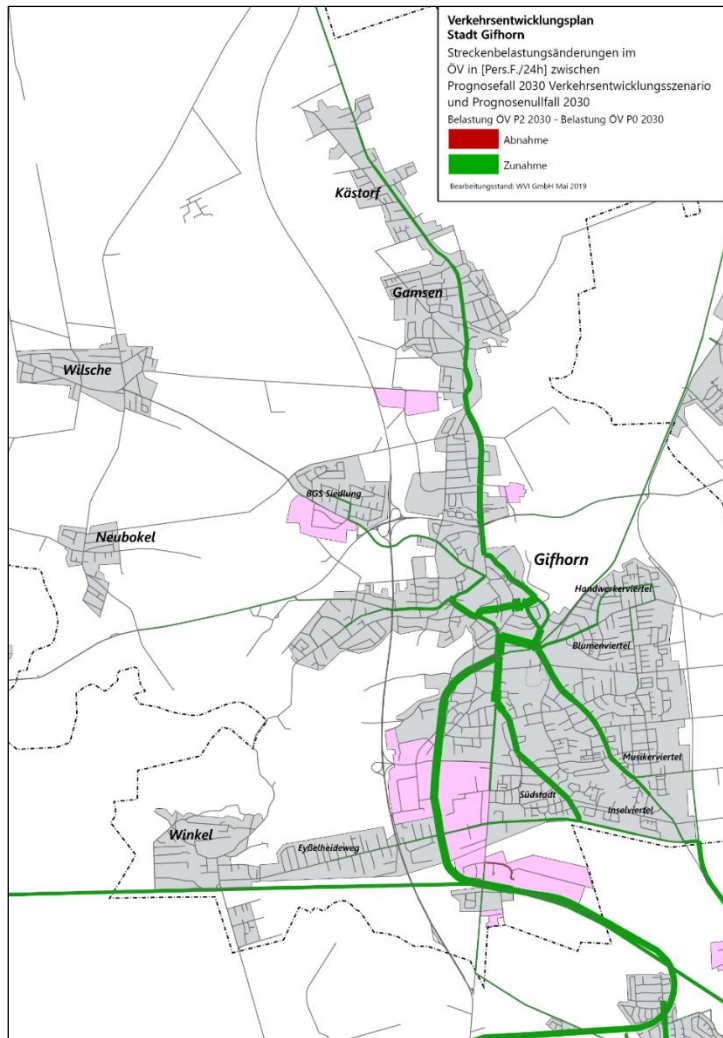 Verkehrsentwicklungsplan
Stadt Gifhorn
Streckenbelastungsänderungen im
ÖV in [Pers.F./24h] zwischen
Prognosefall 2030 Verkehrsentwicklungsszenario
und Prognosenullfall 2030
Belastung ÖV P2 2030 - Belastung ÖV P0 2030
Abnahme
Zunahme
Bearbeitungsstand: WVI GmbH Mai 2019
Kästorf
Gamsen
Wilsche
BGS Siedlung
Neubokel
Gifhorn
Handwerkerviertel
Blumenviertel
Musikerviertel
Südstadt
Inselviertel
Winkel
Eyßelheideweg